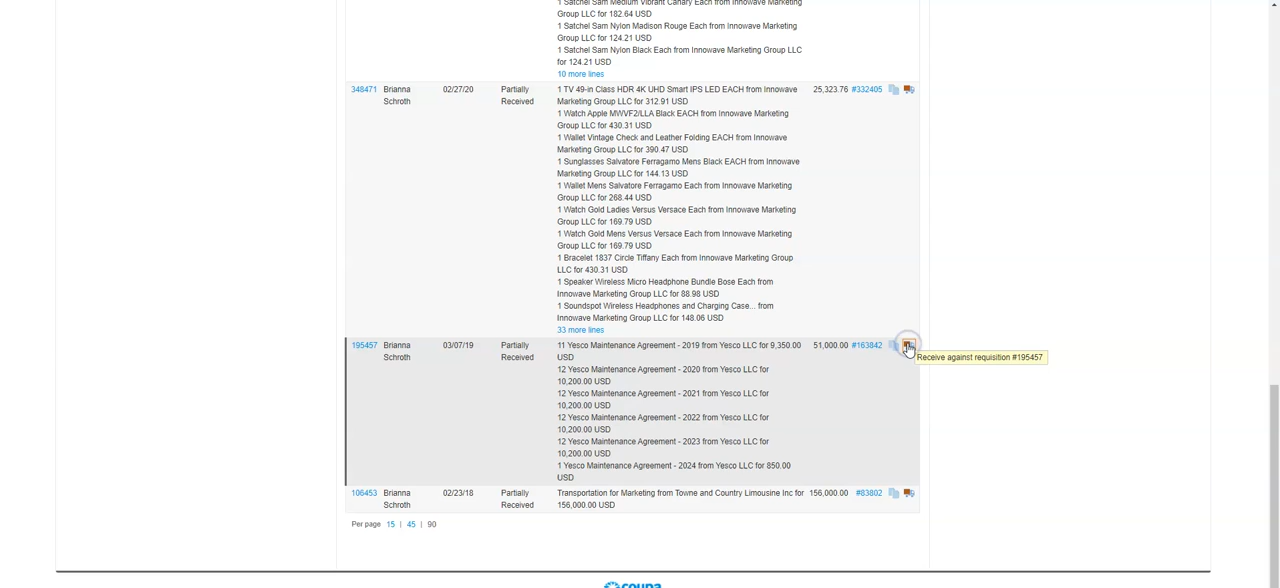 1 Satchel Sam Medium Vibrant Canary Each from Innowave Marketing
Group LLC for 182.64 USD
1 Satchel Sam Nylon Madison Rouge Each from Innowave Marketing
Group LLC for 124.21 USD
1 Satchel Sam Nylon Black Each from Innowave Marketing Group LLC
for 124.21 USD
10 more lines
348471 Brianna 02/27/20 Partially 1 TV 49-in Class HDR 4K UHD Smart IPS LED EACH from Innowave 25,323.76 #332405
Schroth Received Marketing Group LLC for 312.91 USD
1 Watch Apple MWVF2/LLA Black EACH from Innowave Marketing
Group LLC for 430.31 USD
1 Wallet Vintage Check and Leather Folding EACH from Innowave
Marketing Group LLC for 390.47 USD
1 Sunglasses Salvatore Ferragamo Mens Black EACH from Innowave
Marketing Group LLC for 144.13 USD
1 Wallet Mens Salvatore Ferragamo Each from Innowave Marketing
Group LLC for 268.44 USD
1 Watch Gold Ladies Versus Versace Each from Innowave Marketing
Group LLC for 169.79 USD
1 Watch Gold Mens Versus Versace Each from Innowave Marketing
Group LLC for 169.79 USD
1 Bracelet 1837 Circle Tiffany Each from Innowave Marketing Group
LLC for 430.31 USD
1 Speaker Wireless Micro Headphone Bundle Bose Each from
Innowave Marketing Group LLC for 88.98 USD
1 Soundspot Wireless Headphones and Charging Case... from
Innowave Marketing Group LLC for 148.06 USD
33 more lines
195457 Brianna 03/07/19 Partially 11 Yesco Maintenance Agreement - 2019 from Yesco LLC for 9,350.00 51,000.00 #163842
Schroth Received USD
Receive against requisition #195457
12 Yesco Maintenance Agreement - 2020 from Yesco LLC for
10,200.00 USD
12 Yesco Maintenance Agreement - 2021 from Yesco LLC for
10,200.00 USD
12 Yesco Maintenance Agreement - 2022 from Yesco LLC for
10,200.00 USD
12 Yesco Maintenance Agreement - 2023 from Yesco LLC for
10,200.00 USD
1 Yesco Maintenance Agreement - 2024 from Yesco LLC for 850.00
USD
106453 Brianna 02/23/18 Partially Transportation for Marketing from Towne and Country Limousine Inc for 156,000.00 #83802
Schroth Received 156,000.00 USD
Per page 15 | 45 | 90
coupa